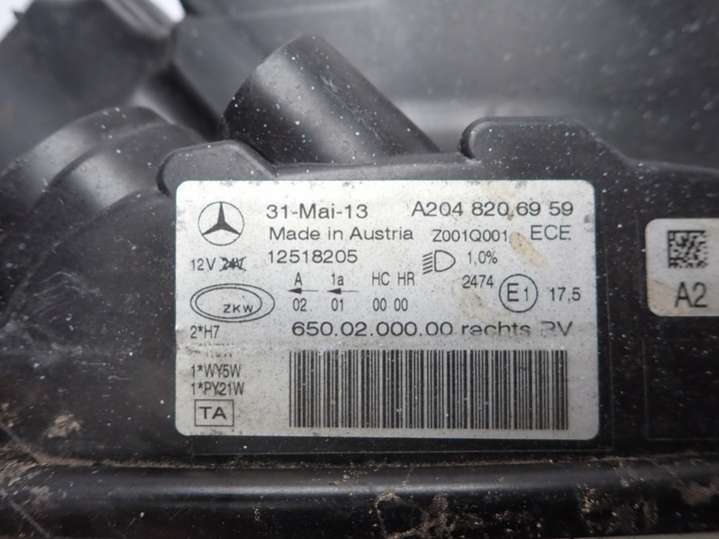 31-Mai-13 A204 820 69 59
Made in Austria Z001Q001 ECE
12V 24V 12518205 1,0%
A 1a HC HR 2474 E1 17,5
ZKW 02 01 00 00
2*H7 650.02.000.00 rechts RV
1*WY5W
1*PY21W
TA
A2